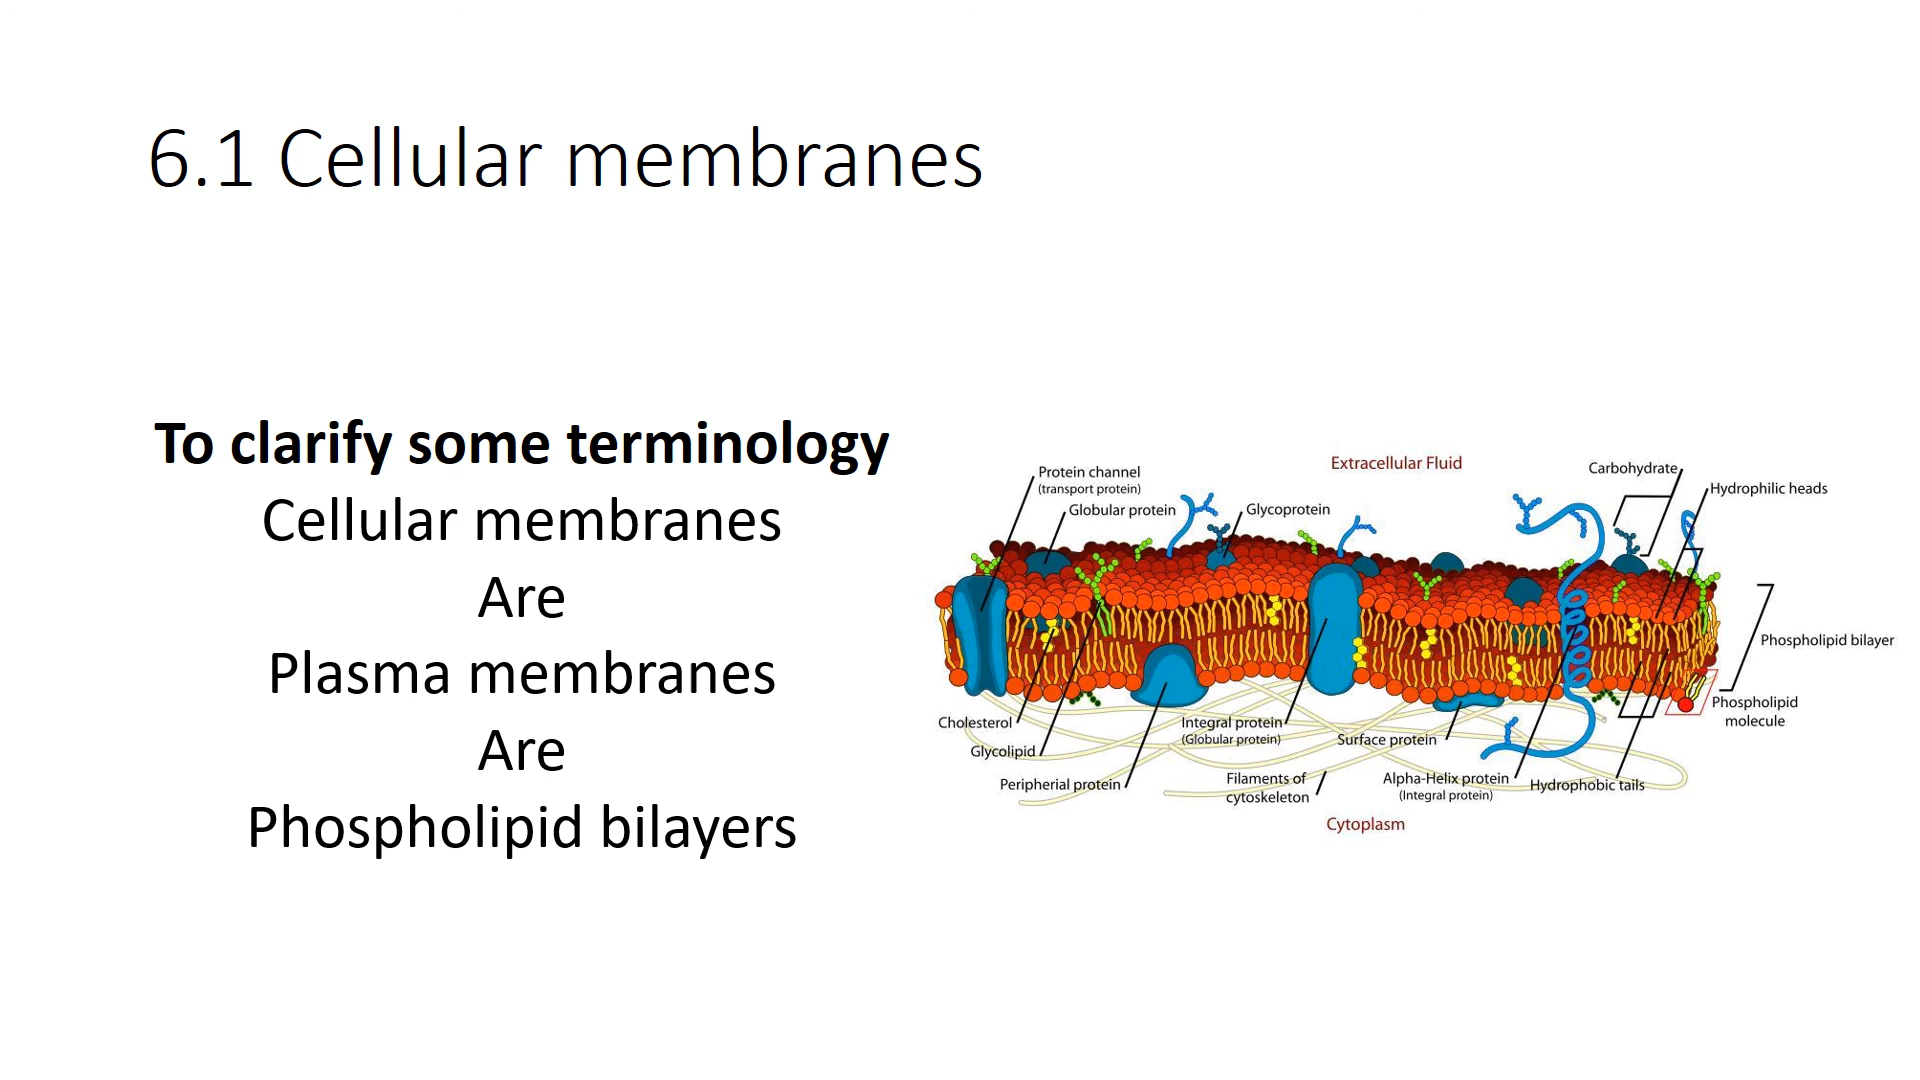 6.1 Cellular membranes
To clarify some terminology
Cellular membranes
Are
Plasma membranes
Are
Phospholipid bilayers
Extracellular Fluid
Protein channel
(transport protein)
Globular protein
Glycoprotein
Carbohydrate
Hydrophilic heads
Phospholipid bilayer
Phospholipid
molecule
Cholesterol
Glycolipid
Peripherial protein
Integral protein
(Globular protein)
Filaments of
cytoskeleton
Surface protein
Alpha-Helix protein
(Integral protein)
Hydrophobic tails
Cytoplasm